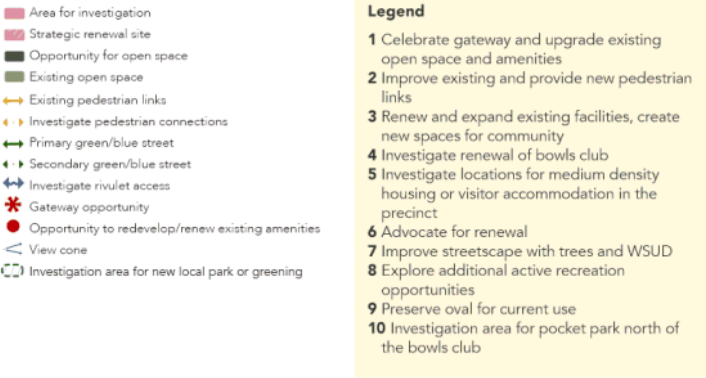 Area for investigation
Strategic renewal site
Opportunity for open space
Existing open space
Existing pedestrian links
Investigate pedestrian connections
Primary green/blue street
Secondary green/blue street
Investigate rivulet access
Gateway opportunity
Opportunity to redevelop/renew existing amenities
View cone
Investigation area for new local park or greening
Legend
1 Celebrate gateway and upgrade existing
open space and amenities
2 Improve existing and provide new pedestrian
links
3 Renew and expand existing facilities, create
new spaces for community
4 Investigate renewal of bowls club
5 Investigate locations for medium density
housing or visitor accommodation in the
precinct
6 Advocate for renewal
7 Improve streetscape with trees and WSUD
8 Explore additional active recreation
opportunities
9 Preserve oval for current use
10 Investigation area for pocket park north of
the bowls club